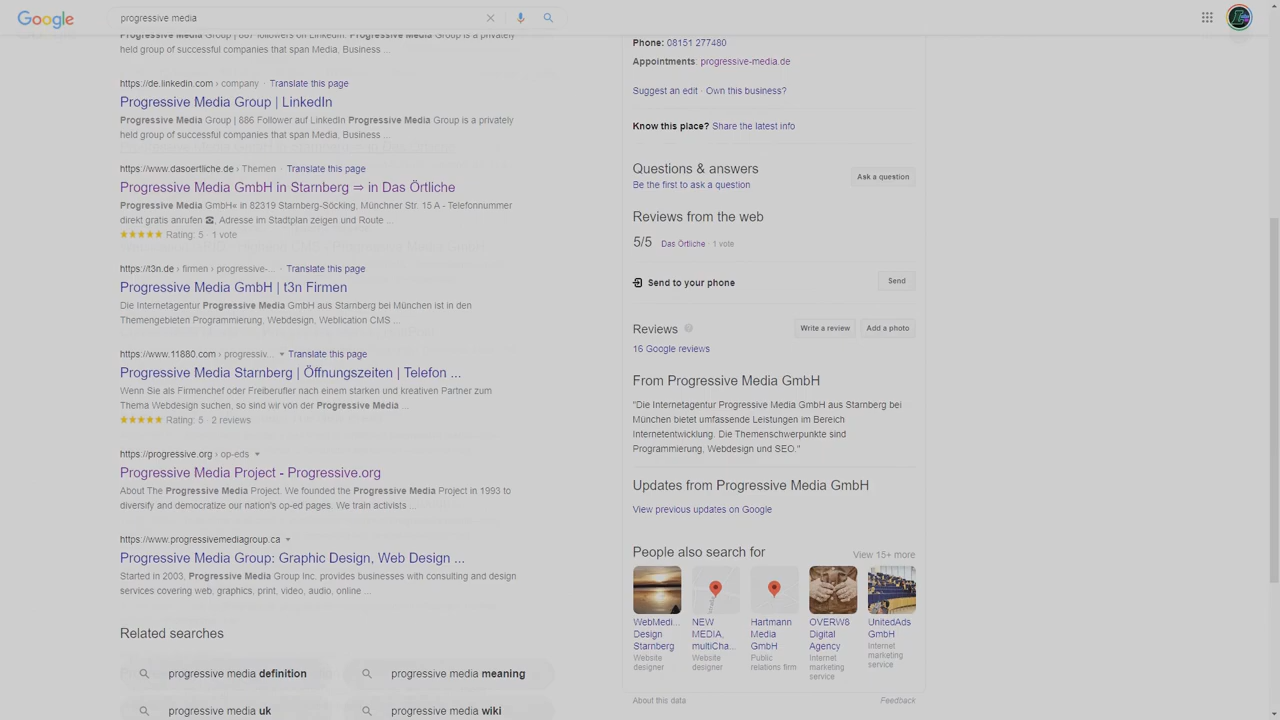 Google
progressive media
Progressive Media Group | 887 followers on LinkedIn. Progressive Media Group is a privately
held group of successful companies that span Media, Business ...
https://de.linkedin.com › company · Translate this page
Progressive Media Group | LinkedIn
Progressive Media Group | 886 Follower auf LinkedIn Progressive Media Group is a privately
held group of successful companies that span Media, Business ...
https://www.dasoertliche.de › Themen · Translate this page
Progressive Media GmbH in Starnberg ⇒ in Das Örtliche
Progressive Media GmbH« in 82319 Starnberg-Söcking, Münchner Str. 15 A - Telefonnummer
direkt gratis anrufen ☎, Adresse im Stadtplan zeigen und Route ...
★★★★★ Rating: 5 · 1 vote
https://t3n.de › firmen › progressive-... · Translate this page
Progressive Media GmbH | t3n Firmen
Die Internetagentur Progressive Media GmbH aus Starnberg bei München ist in den
Themengebieten Programmierung, Webdesign, Weblication CMS ...
https://www.11880.com › progressiv... ▾ Translate this page
Progressive Media Starnberg | Öffnungszeiten | Telefon ...
Wenn Sie als Firmenchef oder Freiberufler nach einem starken und kreativen Partner zum
Thema Webdesign suchen, so sind wir von der Progressive Media ...
★★★★★ Rating: 5 · 2 reviews
https://progressive.org › op-eds ▾
Progressive Media Project - Progressive.org
About The Progressive Media Project. We founded the Progressive Media Project in 1993 to
diversify and democratize our nation's op-ed pages. We train activists ...
https://www.progressivemediagroup.ca ▾
Progressive Media Group: Graphic Design, Web Design ...
Started in 2003, Progressive Media Group Inc. provides businesses with consulting and design
services covering web, graphics, print, video, audio, online ...
Related searches
progressive media definition
progressive media meaning
progressive media uk
progressive media wiki
Phone: 08151 277480
Appointments: progressive-media.de
Suggest an edit · Own this business?
Know this place? Share the latest info
Questions & answers
Be the first to ask a question
Ask a question
Reviews from the web
5/5 Das Örtliche · 1 vote
Send to your phone
Send
Reviews
Write a review
Add a photo
16 Google reviews
From Progressive Media GmbH
"Die Internetagentur Progressive Media GmbH aus Starnberg bei
München bietet umfassende Leistungen im Bereich
Internetentwicklung. Die Themenschwerpunkte sind
Programmierung, Webdesign und SEO."
Updates from Progressive Media GmbH
View previous updates on Google
People also search for
View 15+ more
WebMedi...
Design
Starnberg
Website
designer
NEW
MEDIA,
multiCha...
Website
designer
Hartmann
Media
GmbH
Public
relations firm
OVERW8
Digital
Agency
Internet
marketing
service
UnitedAds
GmbH
Internet
marketing
service
About this data
Feedback